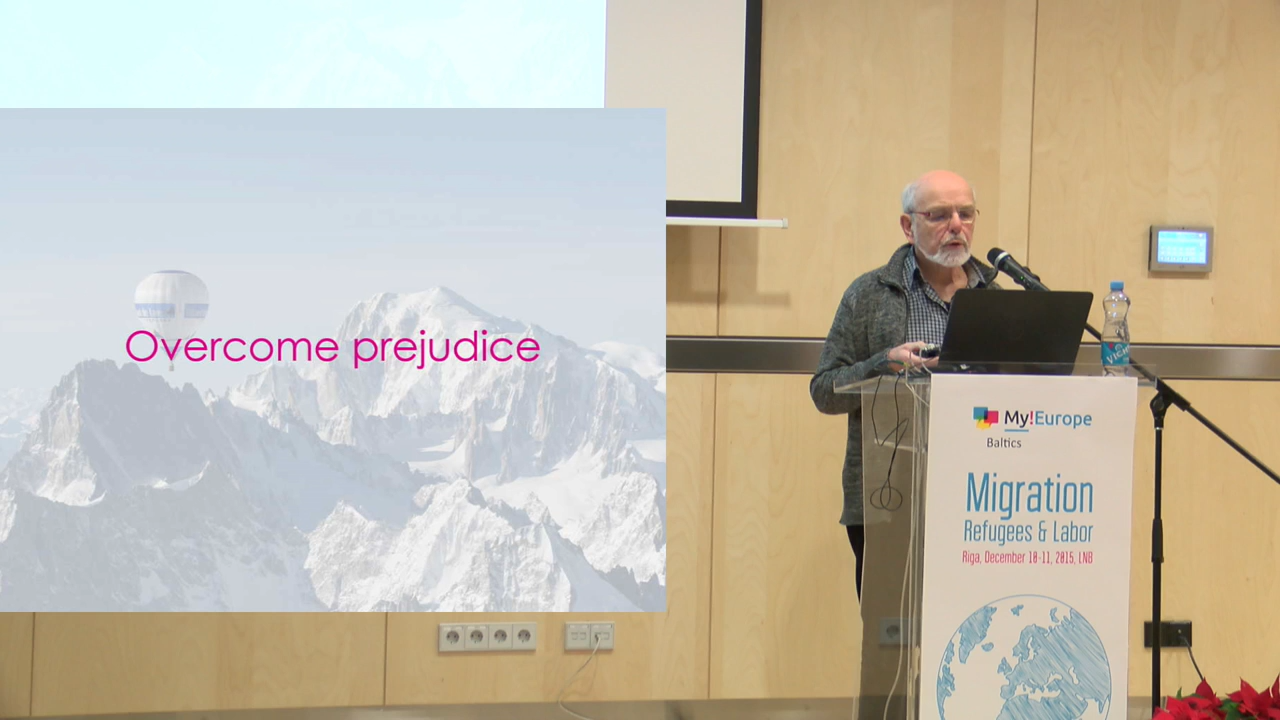 Overcome prejudice
My!Europe
Baltics
Migration
Refugees & Labor
Riga, December 10-11, 2015, LNB